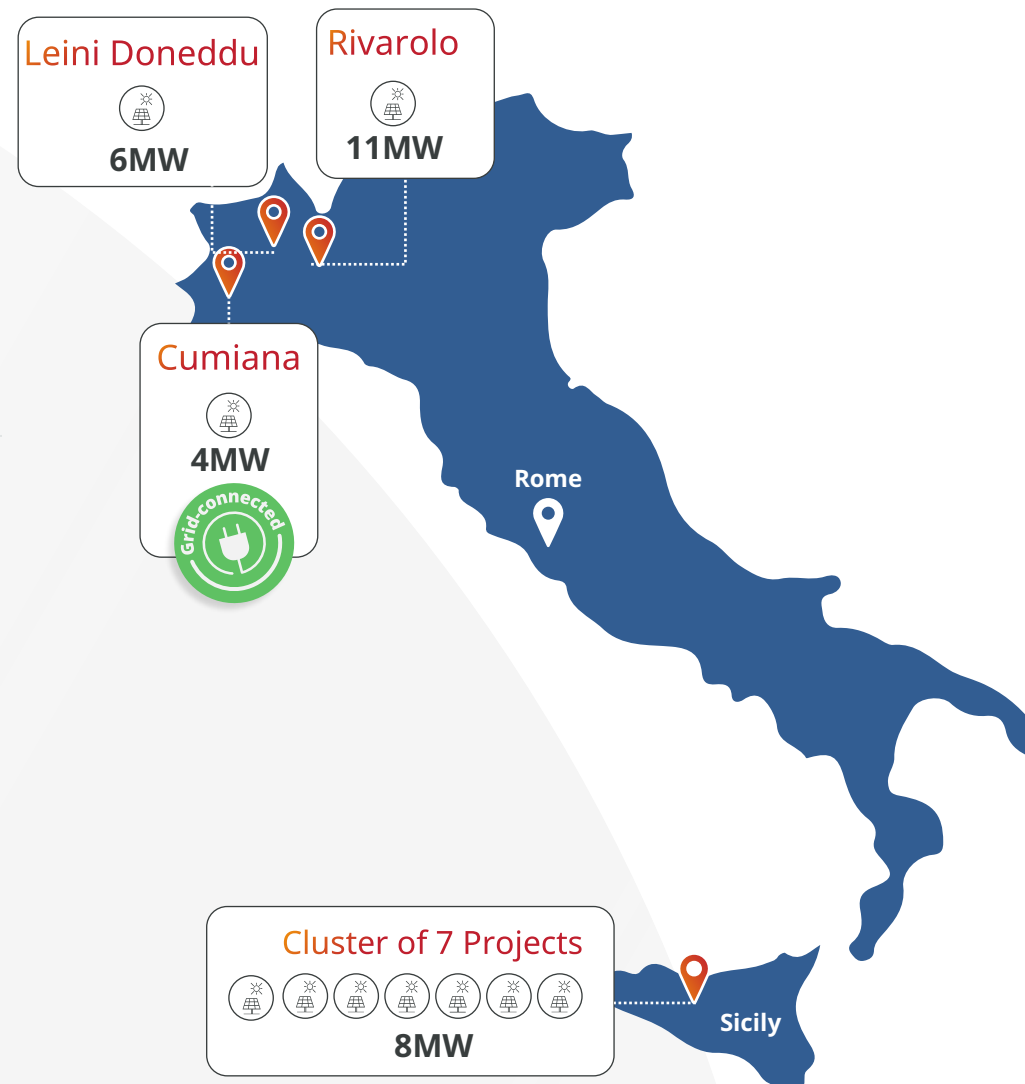 Leini Doneddu
6MW
Rivarolo
11MW
Cumiana
4MW
Grid-connected
Rome
Cluster of 7 Projects
8MW
Sicily